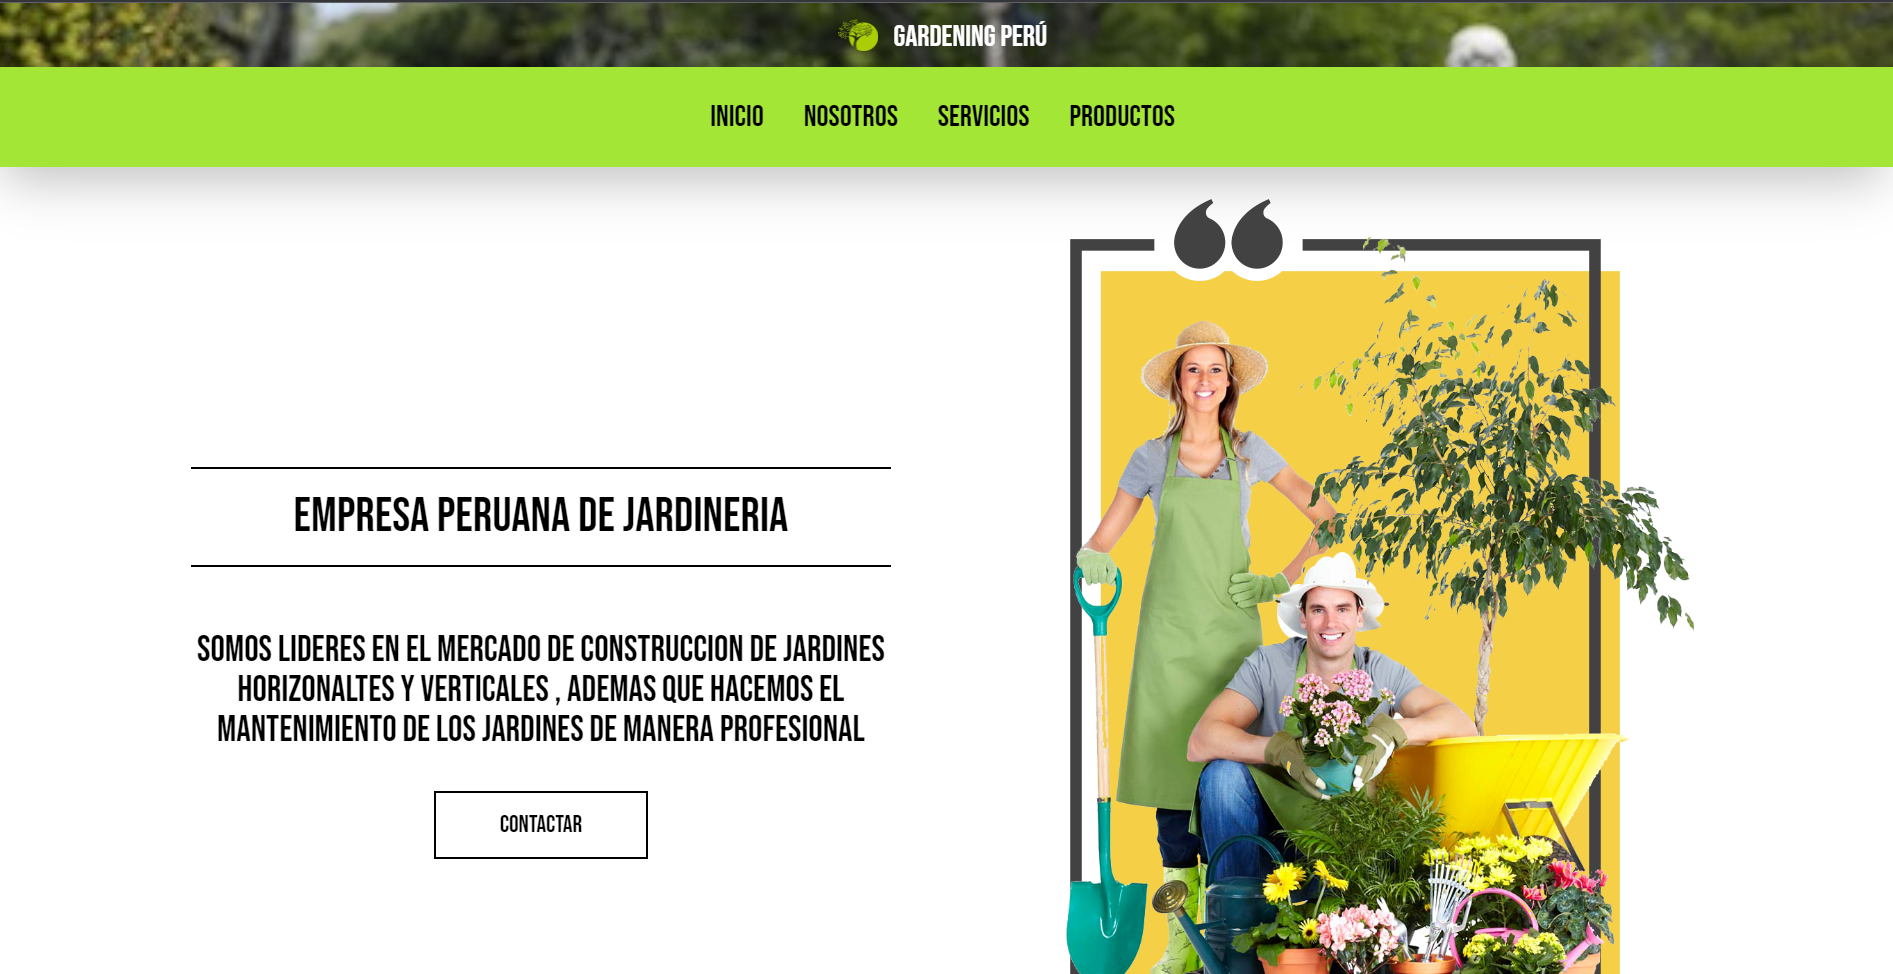 GARDENING PERÚ
INICIO NOSOTROS SERVICIOS PRODUCTOS
EMPRESA PERUANA DE JARDINERIA
SOMOS LIDERES EN EL MERCADO DE CONSTRUCCION DE JARDINES
HORIZONALTES Y VERTICALES , ADEMAS QUE HACEMOS EL
MANTENIMIENTO DE LOS JARDINES DE MANERA PROFESIONAL
CONTACTAR